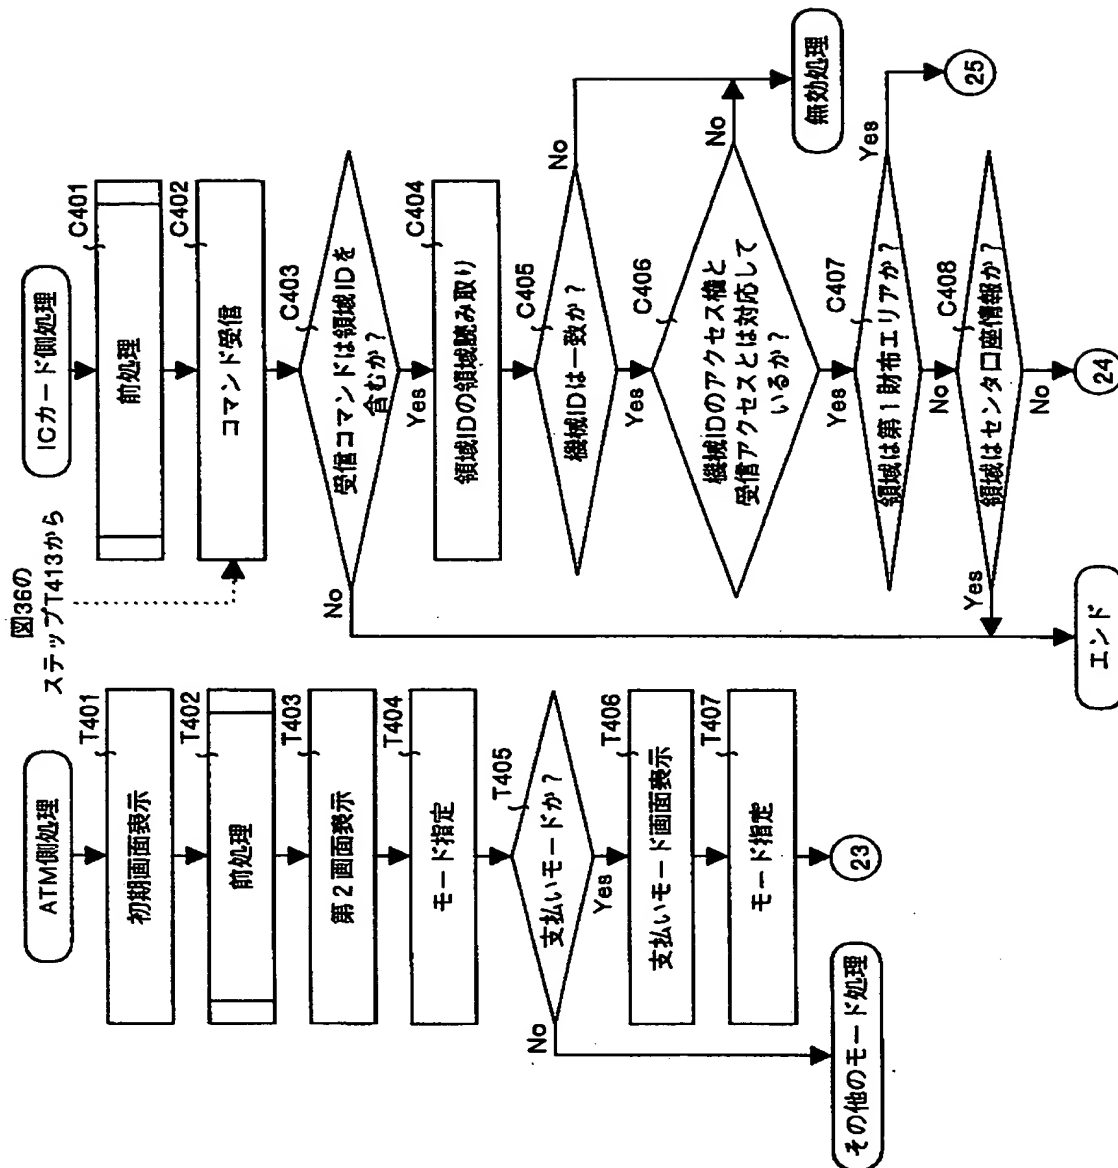 ATM側処理
T401
初期画面表示
T402
前処理
T403
第2画面表示
T404
モード指定
T405
支払いモードか?
No
Yes
T406
支払いモード画面表示
T407
モード指定
23
その他のモード処理
図36の
ステップT413から
ICカード側処理
C401
前処理
C402
コマンド受信
C403
受信コマンドは領域IDを
含むか?
No
Yes
C404
領域IDの領域読み取り
C405
機械IDは一致か?
No
Yes
C406
機械IDのアクセス権と
受信アクセスとは対応して
いるか?
No
Yes
無効処理
C407
領域は第1財布エリアか?
Yes
No
25
C408
領域はセンタ口座情報か?
Yes
No
24
エンド